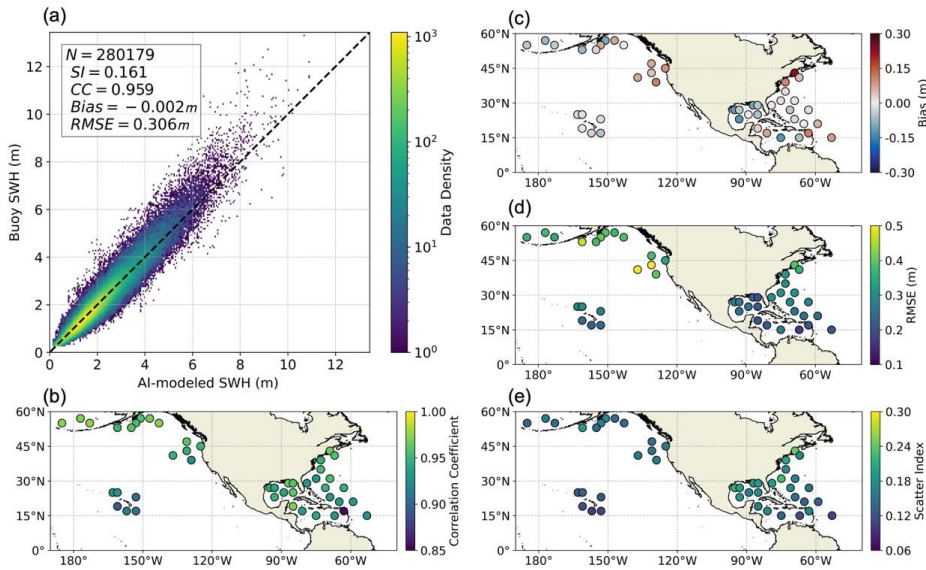 (a)
N = 280179
SI = 0.161
CC = 0.959
Bias = −0.002m
RMSE = 0.306m
12
10
8
6
4
2
0
Buoy SWH (m)
0 2 4 6 8 10 12
AI-modeled SWH (m)
10³
10²
10¹
10⁰
Data Density
(b)
60°N
45°N
30°N
15°N
0°
180° 150°W 120°W 90°W 60°W
1.00
0.95
0.90
0.85
Correlation Coefficient
(c)
60°N
45°N
30°N
15°N
0°
180° 150°W 120°W 90°W 60°W
0.30
0.15
0.00
-0.15
-0.30
Bias (m)
(d)
60°N
45°N
30°N
15°N
0°
180° 150°W 120°W 90°W 60°W
0.5
0.4
0.3
0.2
0.1
RMSE (m)
(e)
60°N
45°N
30°N
15°N
0°
180° 150°W 120°W 90°W 60°W
0.30
0.24
0.18
0.12
0.06
Scatter Index